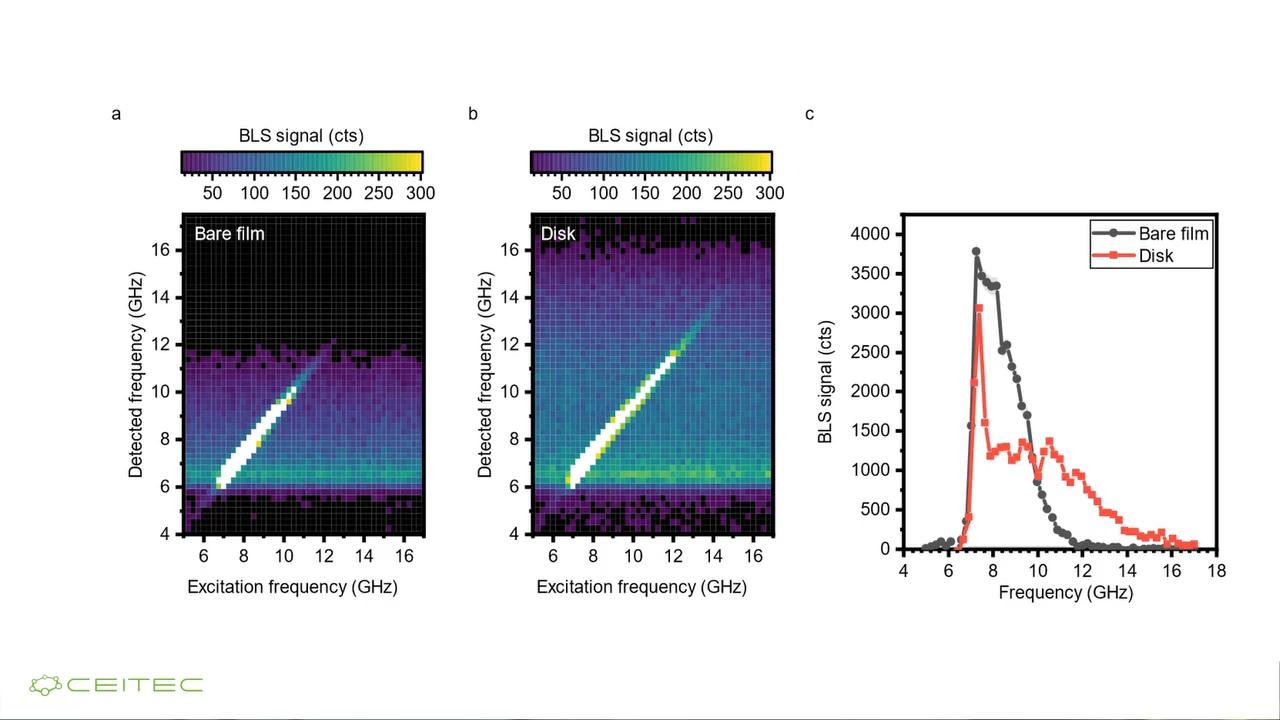 a
BLS signal (cts)
50 100 150 200 250 300
Bare film
16
14
12
10
8
6
4
Detected frequency (GHz)
6 8 10 12 14 16
Excitation frequency (GHz)
b
BLS signal (cts)
50 100 150 200 250 300
Disk
16
14
12
10
8
6
4
Detected frequency (GHz)
6 8 10 12 14 16
Excitation frequency (GHz)
c
Bare film
Disk
4000
3500
3000
2500
2000
1500
1000
500
0
BLS signal (cts)
4 6 8 10 12 14 16 18
Frequency (GHz)
CEITEC